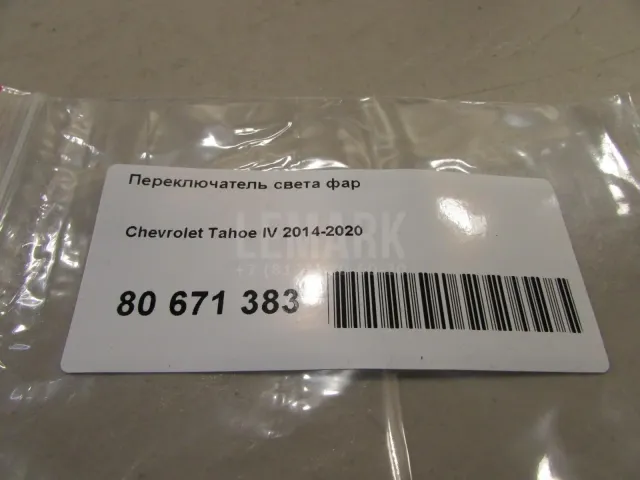 Переключатель света фар
Chevrolet Tahoe IV 2014-2020
LEMARK
80 671 383